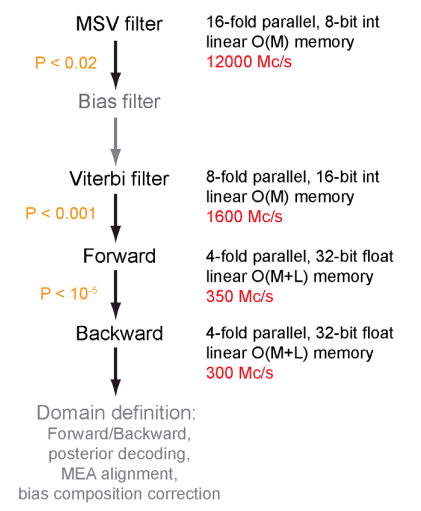 MSV filter
16-fold parallel, 8-bit int
linear O(M) memory
12000 Mc/s
P < 0.02
Bias filter
Viterbi filter
8-fold parallel, 16-bit int
linear O(M) memory
1600 Mc/s
P < 0.001
Forward
4-fold parallel, 32-bit float
linear O(M+L) memory
350 Mc/s
P < 10⁻⁵
Backward
4-fold parallel, 32-bit float
linear O(M+L) memory
300 Mc/s
Domain definition:
Forward/Backward,
posterior decoding,
MEA alignment,
bias composition correction